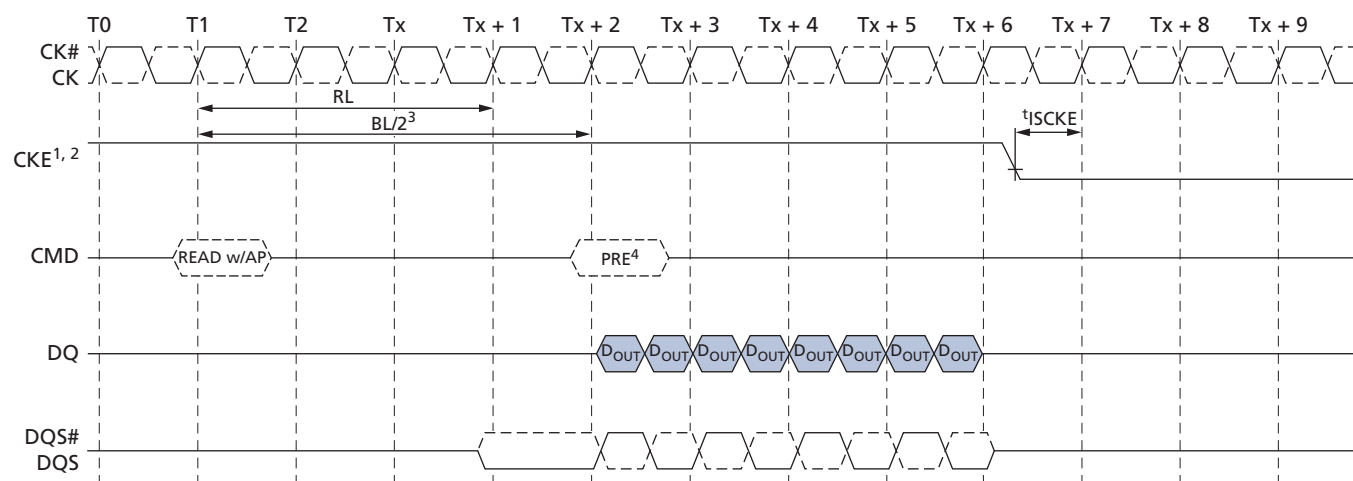 T0 T1 T2 Tx Tx + 1 Tx + 2 Tx + 3 Tx + 4 Tx + 5 Tx + 6 Tx + 7 Tx + 8 Tx + 9
CK#
CK
RL
BL/2³
tISCKE
CKE1, 2
CMD
READ w/AP
PRE⁴
DQ
DOUT DOUT DOUT DOUT DOUT DOUT DOUT DOUT
DQS#
DQS